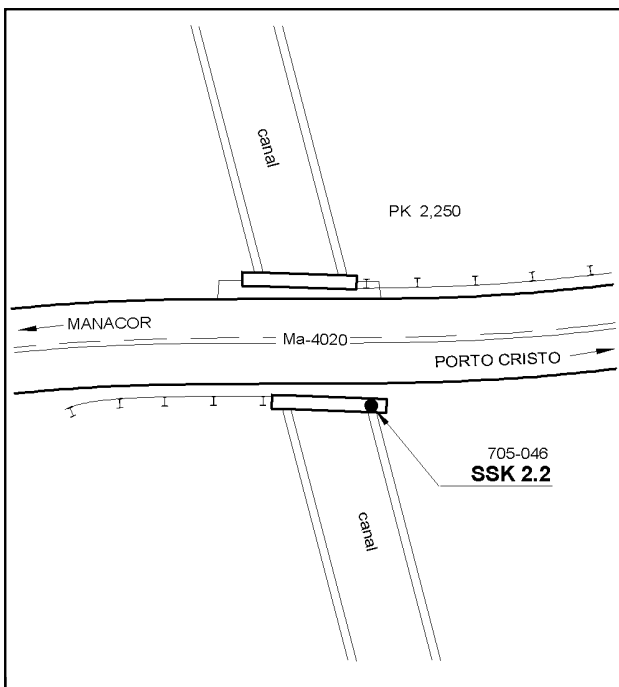 canal
PK 2,250
MANACOR
Ma-4020
PORTO CRISTO
705-046
SSK 2.2
canal